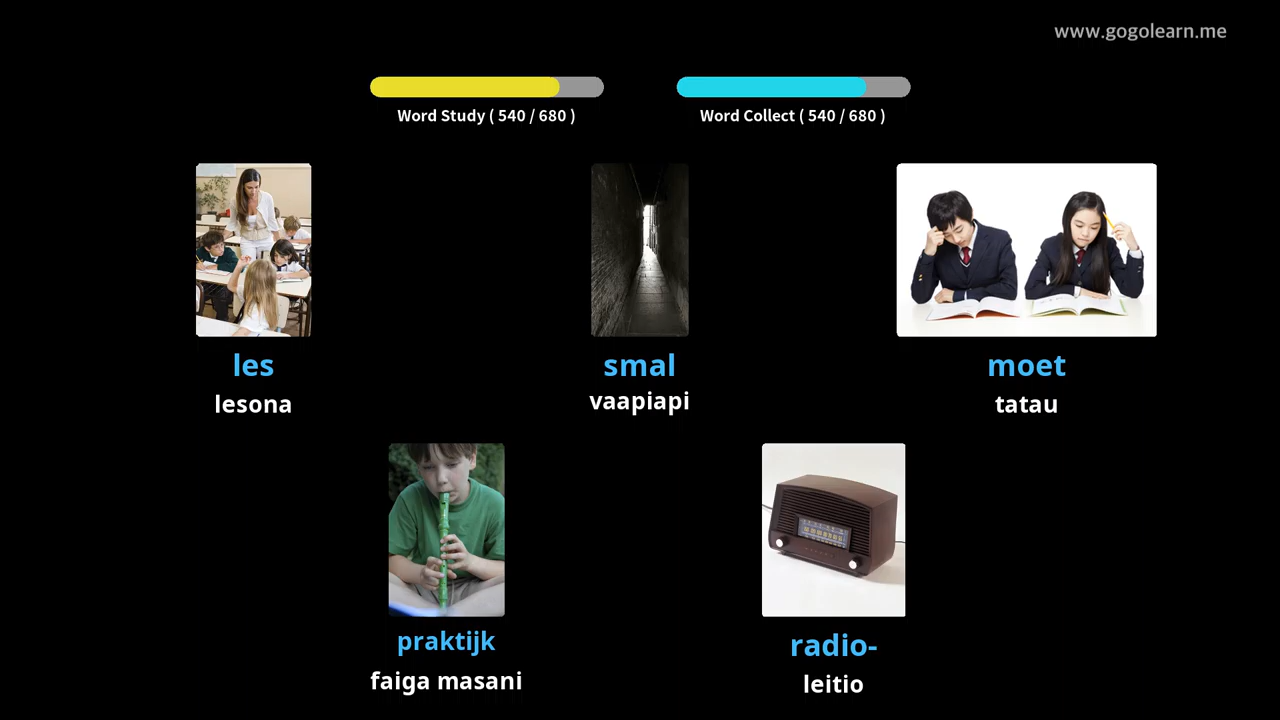 www.gogolearn.me
Word Study ( 540 / 680 )
Word Collect ( 540 / 680 )
les
lesona
smal
vaapiapi
moet
tatau
praktijk
faiga masani
radio-
leitio